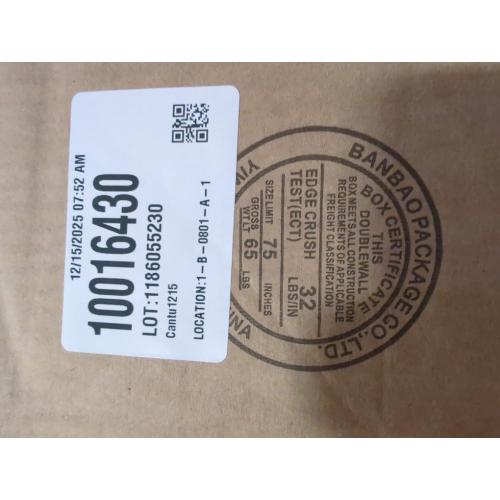 12/15/2025 07:52 AM
10016430
LOT:1186055230
Cantu1215
LOCATION:1-B-0801-A-1
BANBAO PACKAGE CO.,LTD.
BOX CERTIFICATE
THIS
DOUBLEWALL
BOX MEETS ALL CONSTRUCTION
REQUIREMENTS OF APPLICABLE
FREIGHT CLASSIFICATION
EDGE CRUSH
TEST(ECT) 32 LBS/IN
SIZE LIMIT 75 INCHES
GROSS
WT LT 65 LBS